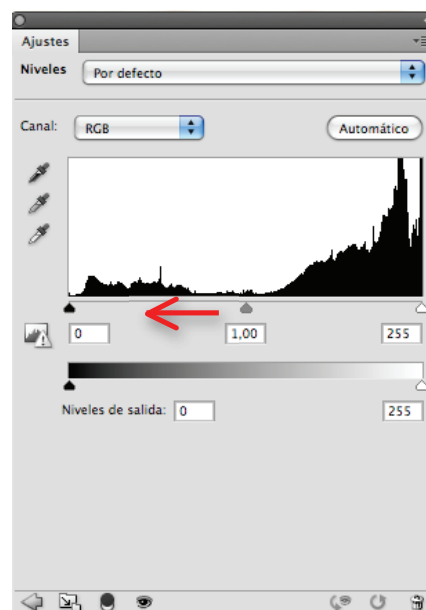 Ajustes
Niveles Por defecto
Canal: RGB Automático
0 1,00 255
Niveles de salida: 0 255